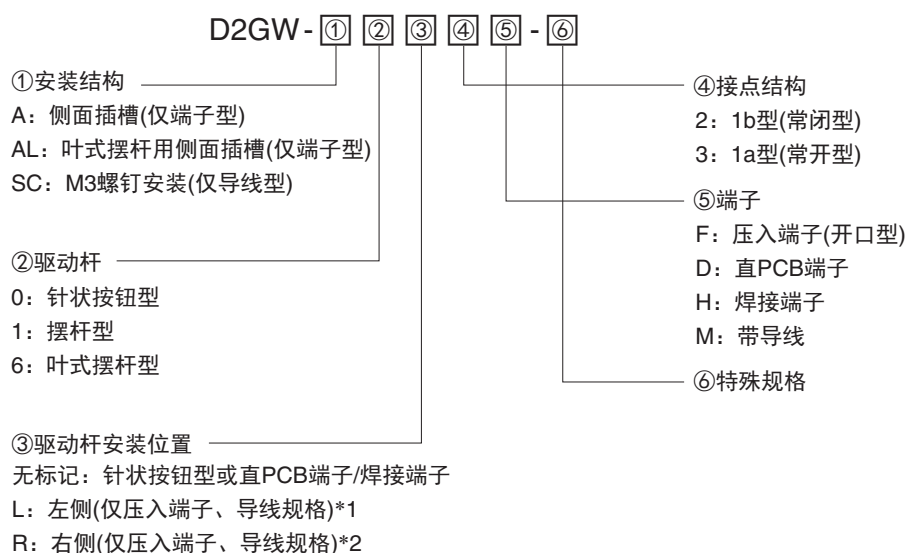 D2GW-① ② ③ ④ ⑤ - ⑥
①安装结构
A：侧面插槽(仅端子型)
AL：叶式摆杆用侧面插槽(仅端子型)
SC：M3螺钉安装(仅导线型)
②驱动杆
0：针状按钮型
1：摆杆型
6：叶式摆杆型
③驱动杆安装位置
无标记：针状按钮型或直PCB端子/焊接端子
L：左侧(仅压入端子、导线规格)*1
R：右侧(仅压入端子、导线规格)*2
④接点结构
2：1b型(常闭型)
3：1a型(常开型)
⑤端子
F：压入端子(开口型)
D：直PCB端子
H：焊接端子
M：带导线
⑥特殊规格